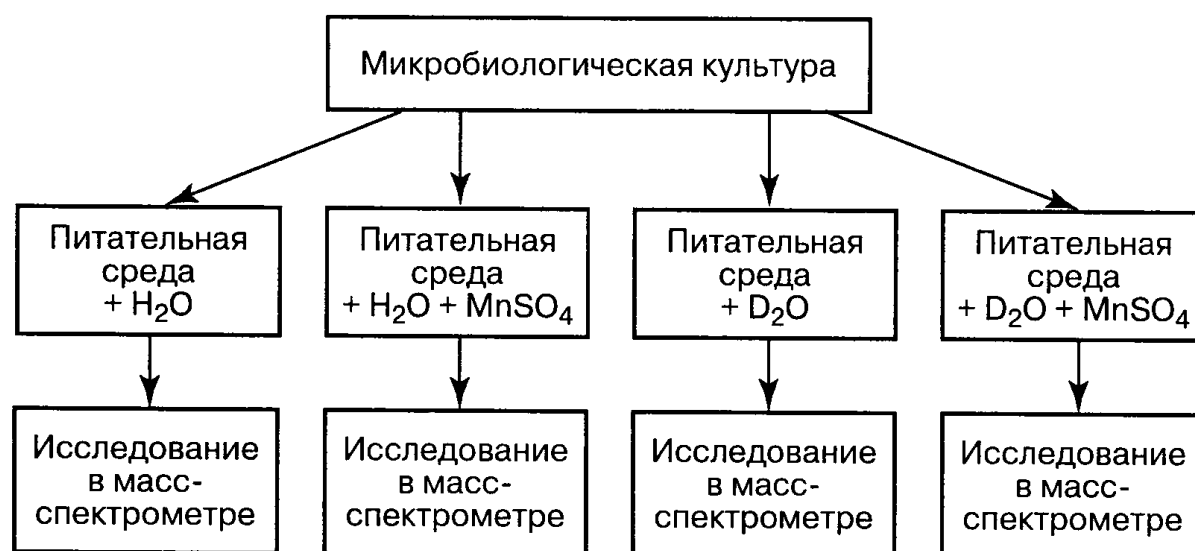 Микробиологическая культура
Питательная
среда
+ H₂O
Питательная
среда
+ H₂O + MnSO₄
Питательная
среда
+ D₂O
Питательная
среда
+ D₂O + MnSO₄
Исследование
в масс-
спектрометре
Исследование
в масс-
спектрометре
Исследование
в масс-
спектрометре
Исследование
в масс-
спектрометре